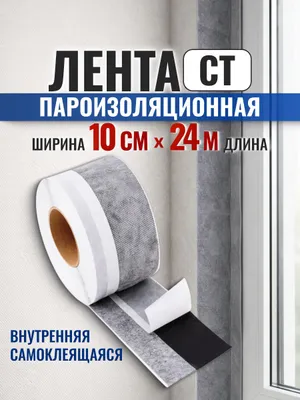 ЛЕНТА СТ
ПАРОИЗОЛЯЦИОННАЯ
ШИРИНА 10 СМ × 24 М ДЛИНА
ВНУТРЕННЯЯ
САМОКЛЕЯЩАЯСЯ